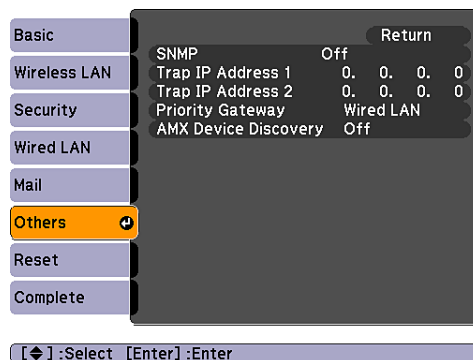 Basic
Wireless LAN
Security
Wired LAN
Mail
Others
Reset
Complete
Return
SNMP Off
Trap IP Address 1 0. 0. 0. 0
Trap IP Address 2 0. 0. 0. 0
Priority Gateway Wired LAN
AMX Device Discovery Off
[◆] :Select [Enter] :Enter